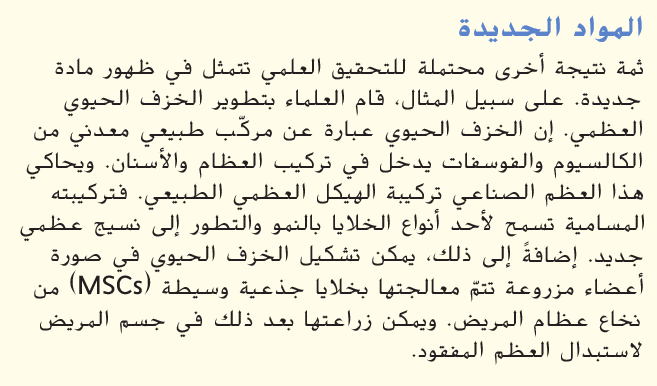 المواد الجديدة
ثمة نتيجة أخرى محتملة للتحقيق العلمي تتمثل في ظهور مادة
جديدة. على سبيل المثال، قام العلماء بتطوير الخزف الحيوي
العظمي. إن الخزف الحيوي عبارة عن مركّب طبيعي معدني من
الكالسيوم والفوسفات يدخل في تركيب العظام والأسنان. ويحاكي
هذا العظم الصناعي تركيبة الهيكل العظمي الطبيعي. فتركيبته
المسامية تسمح لأحد أنواع الخلايا بالنمو والتطور إلى نسيج عظمي
جديد. إضافةً إلى ذلك، يمكن تشكيل الخزف الحيوي في صورة
أعضاء مزروعة تتمّ معالجتها بخلايا جذعية وسيطة (MSCs) من
نخاع عظام المريض. ويمكن زراعتها بعد ذلك في جسم المريض
لاستبدال العظم المفقود.